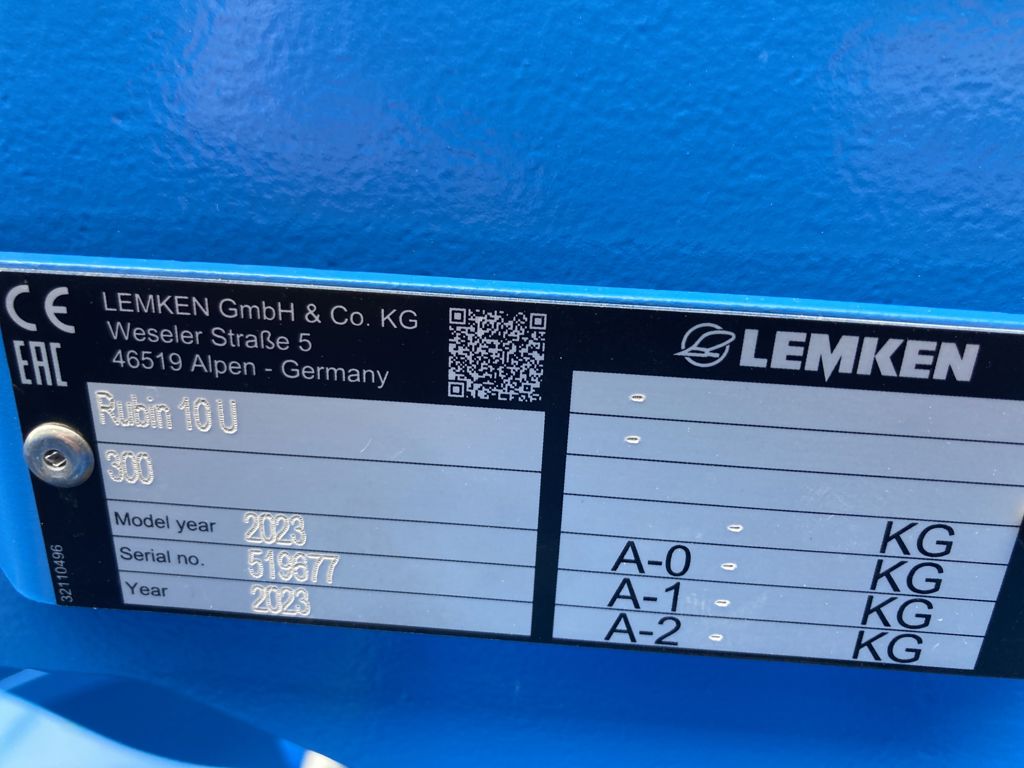 CE
EAC
LEMKEN GmbH & Co. KG
Weseler Straße 5
46519 Alpen - Germany
LEMKEN
Rubin 10 U
300
Model year 2023
Serial no. 519677
Year 2023
32110496
-
-
- KG
A-0 - KG
A-1 - KG
A-2 - KG